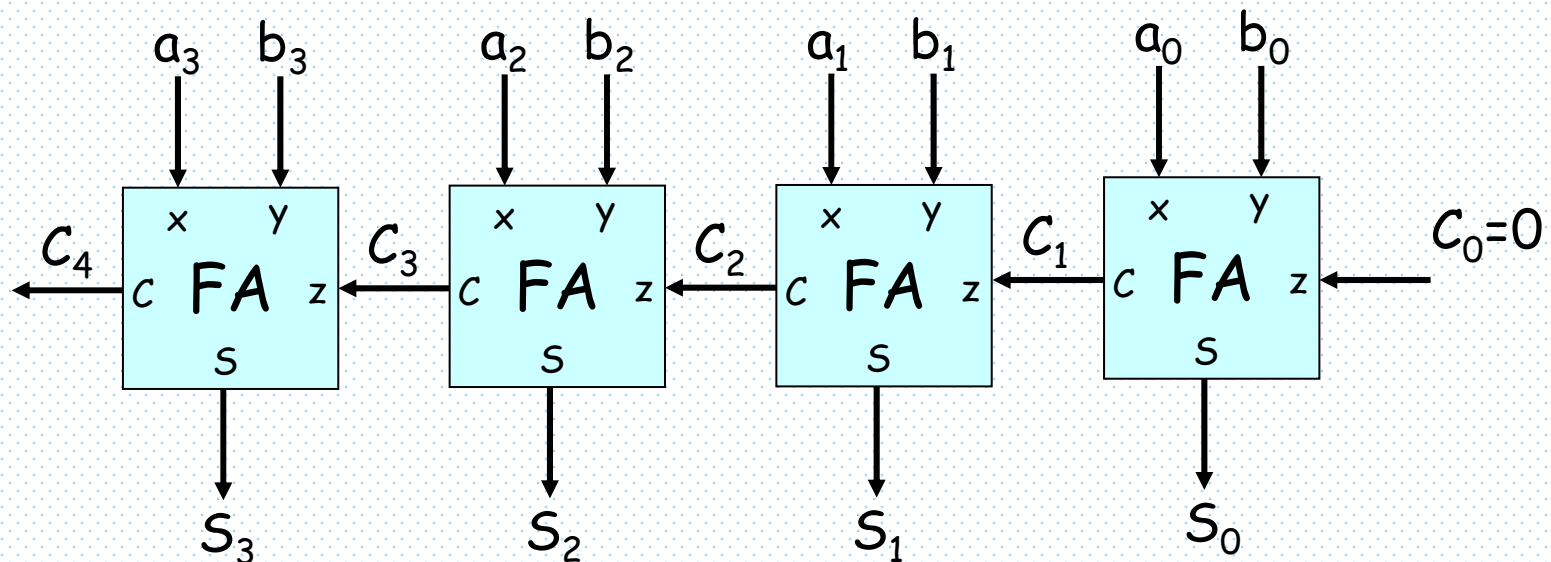 a₃ b₃ a₂ b₂ a₁ b₁ a₀ b₀
x y x y x y x y
C₄ C₃ C₂ C₁ C₀=0
C FA z C FA z C FA z C FA z
S S S S
S₃ S₂ S₁ S₀